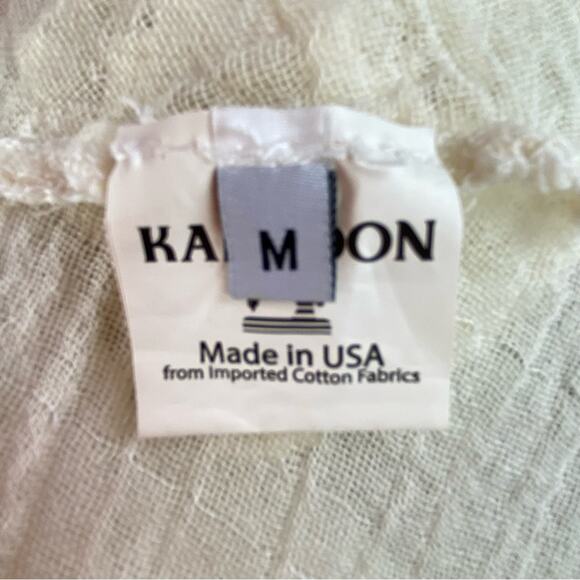 M
Made in USA
from Imported Cotton Fabrics